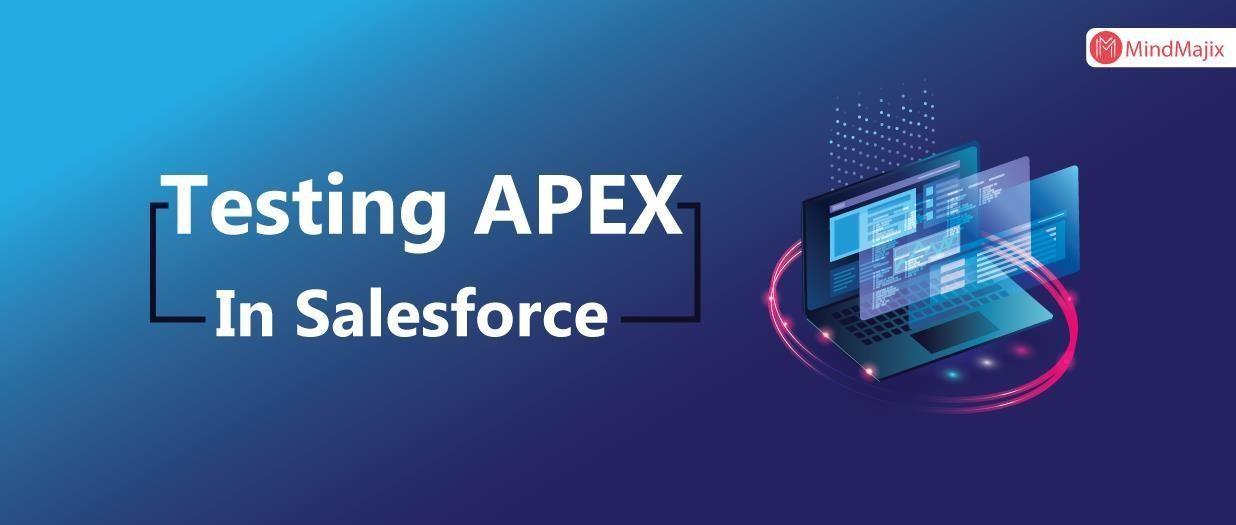 MindMajix
Testing APEX
In Salesforce